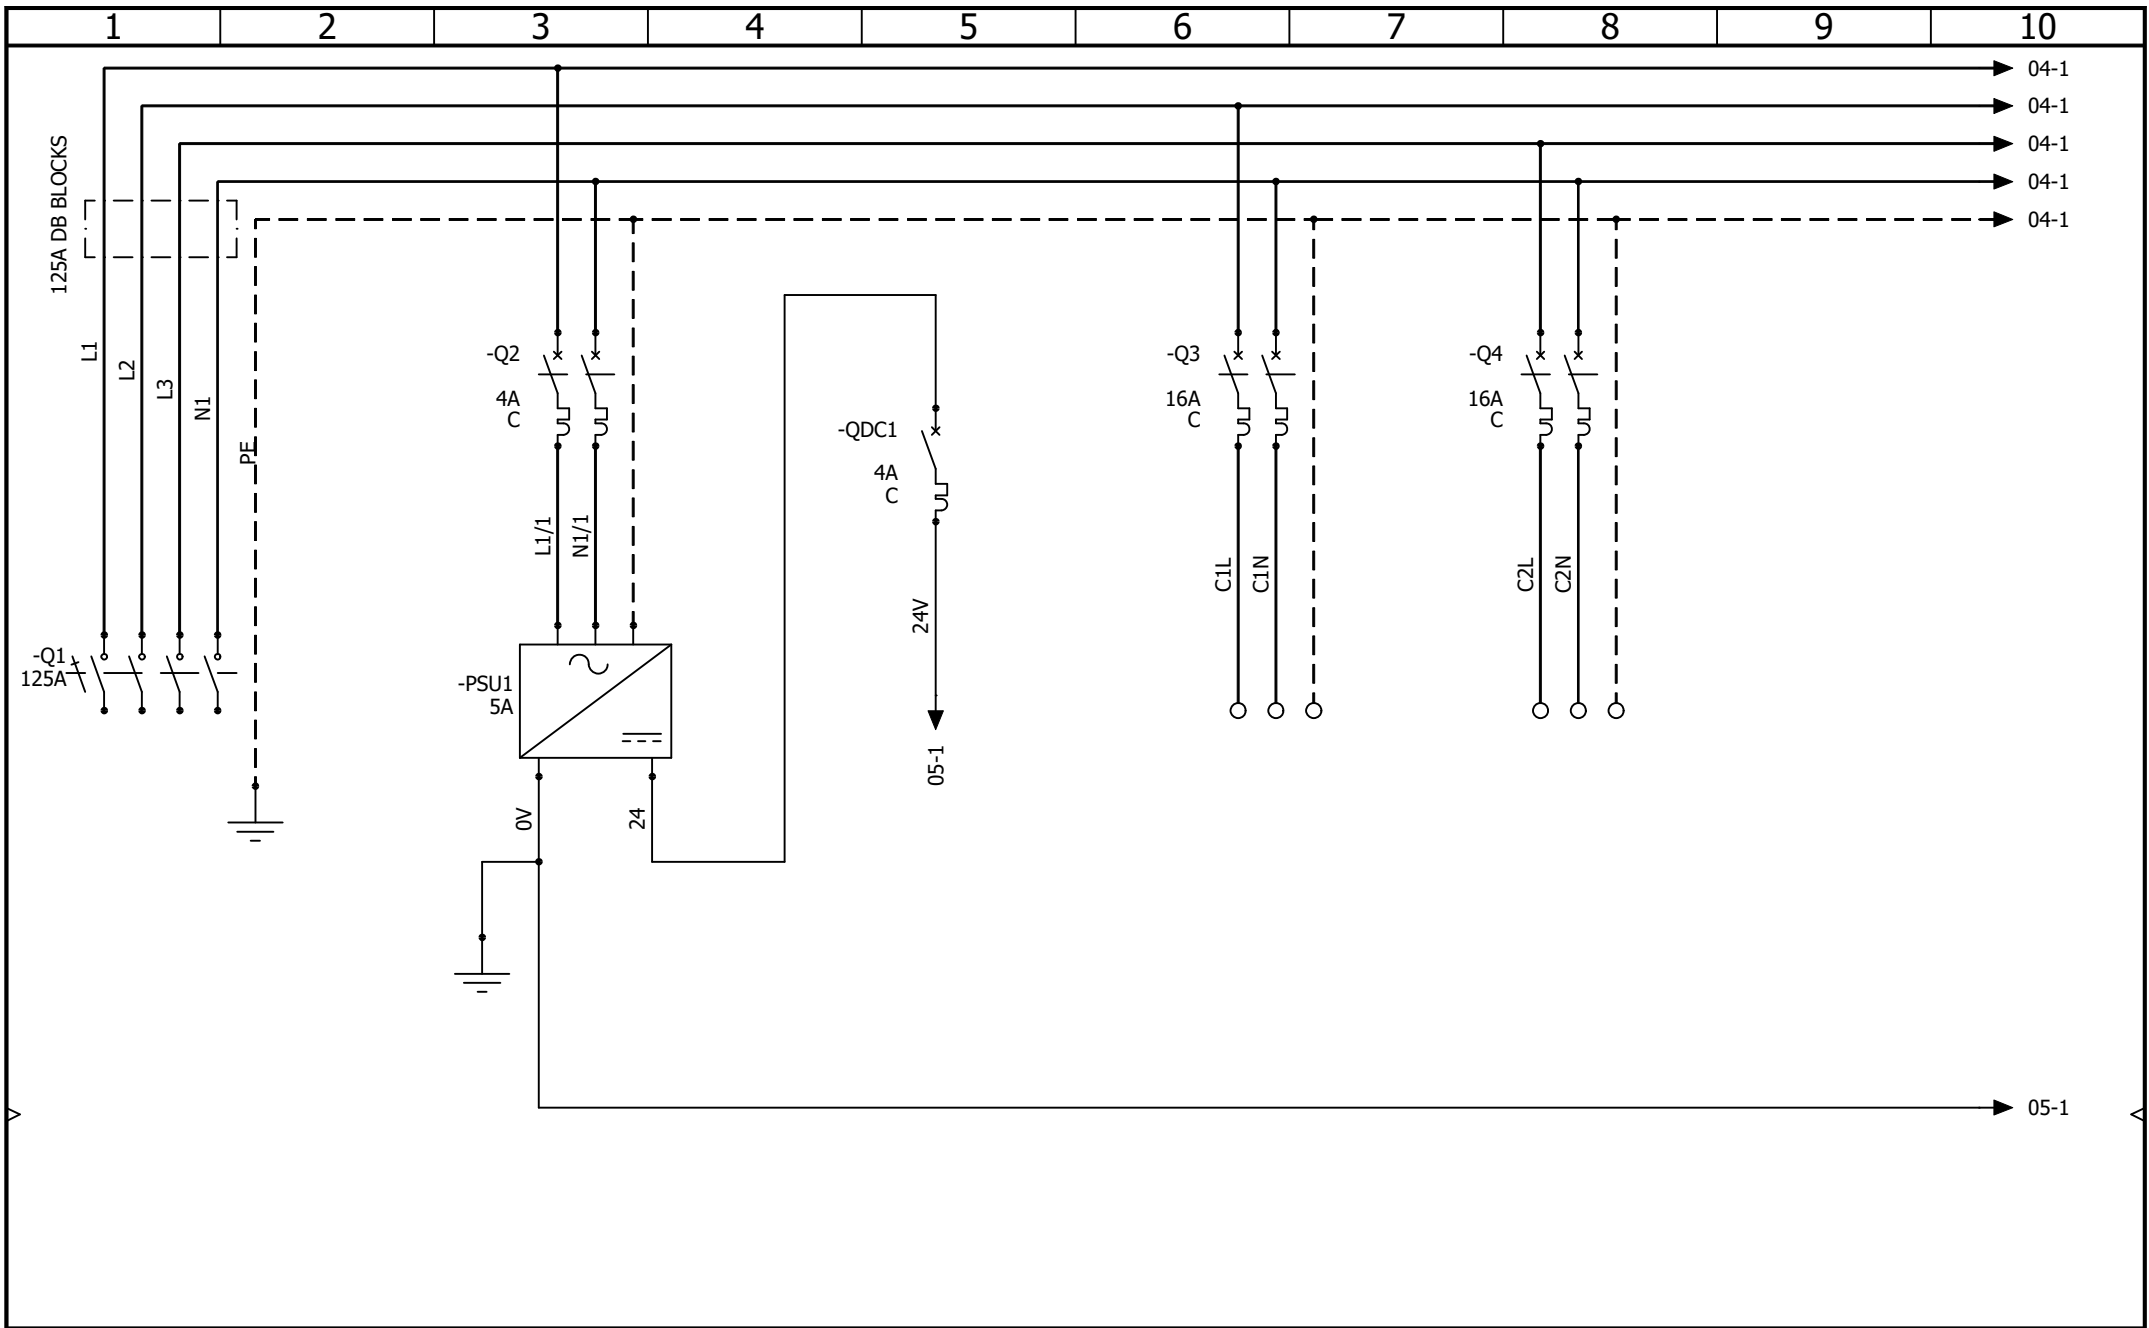 1 2 3 4 5 6 7 8 9 10
04-1
04-1
04-1
04-1
04-1
125A DB BLOCKS
L1
L2
L3
N1
PE
-Q1
125A
-Q2
4A
C
L1/1
N1/1
-PSU1
5A
0V
24
-QDC1
4A
C
24V
05-1
-Q3
16A
C
C1L
C1N
-Q4
16A
C
C2L
C2N
05-1